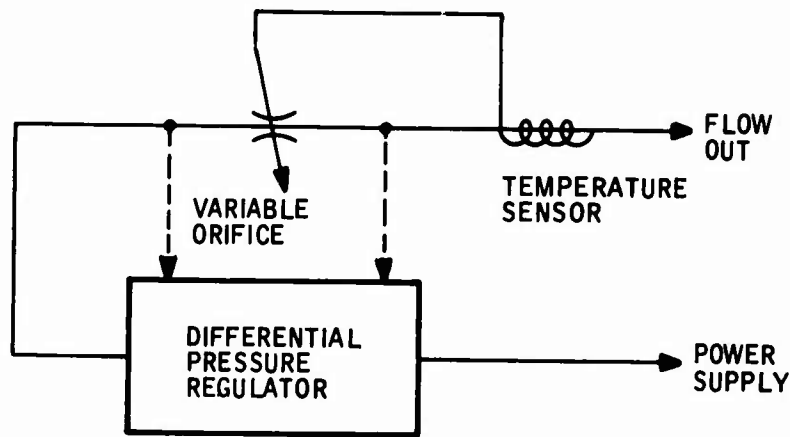 FLOW
OUT
TEMPERATURE
SENSOR
VARIABLE
ORIFICE
DIFFERENTIAL
PRESSURE
REGULATOR
POWER
SUPPLY